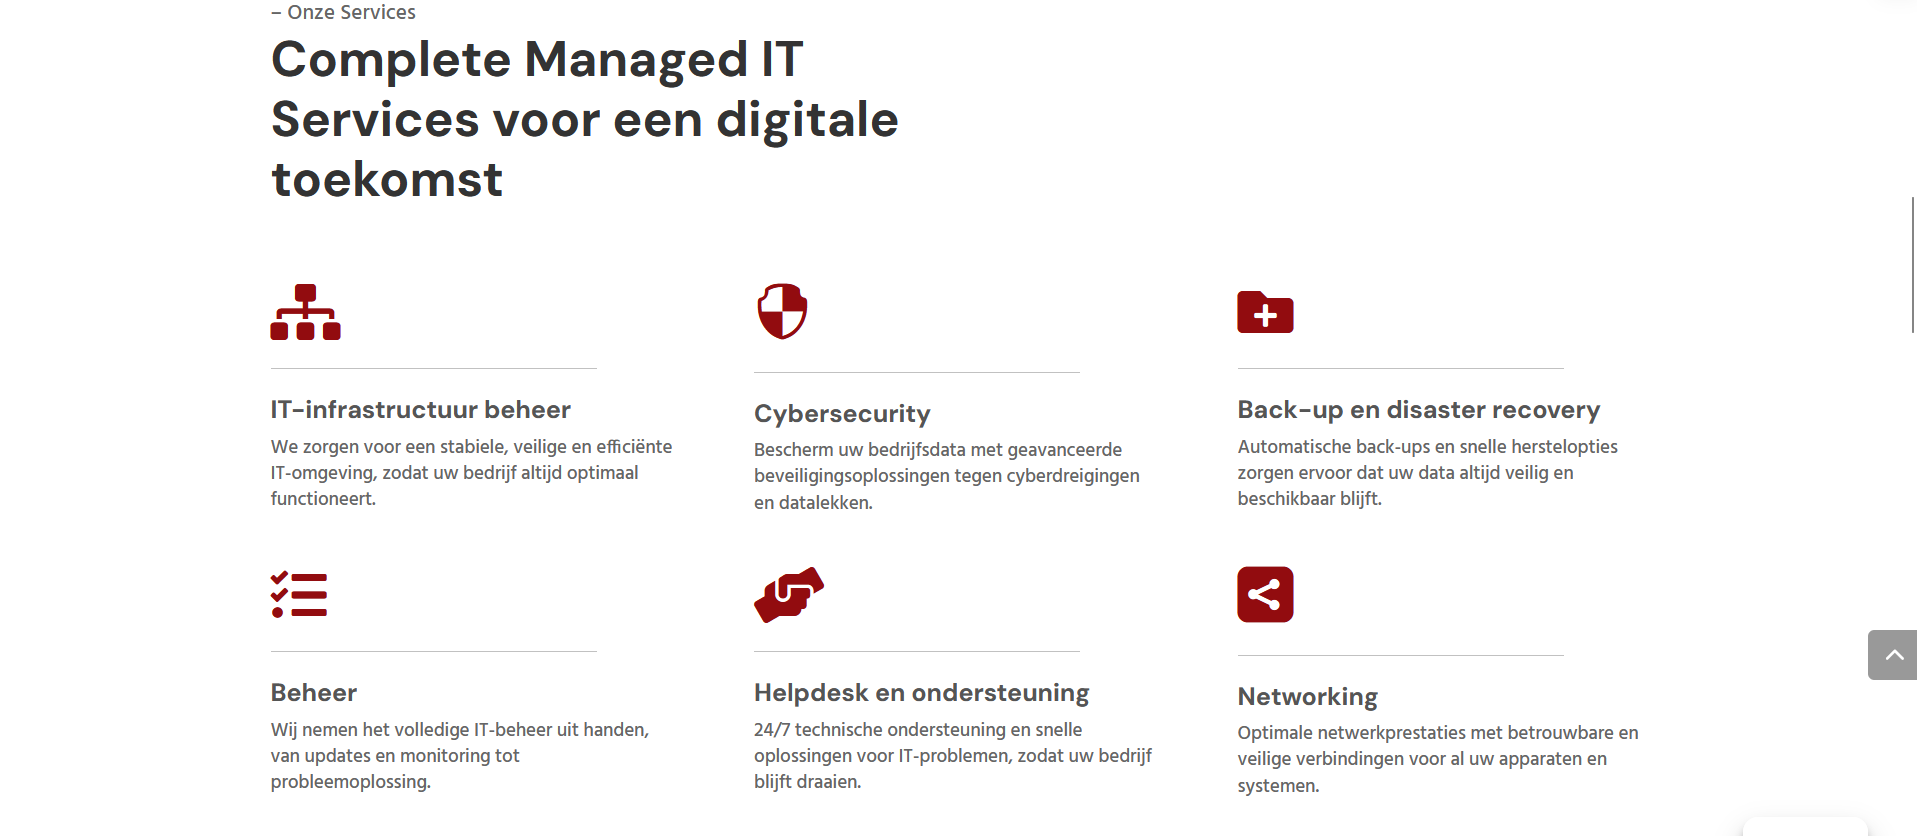 – Onze Services
Complete Managed IT
Services voor een digitale
toekomst
IT-infrastructuur beheer
We zorgen voor een stabiele, veilige en efficiënte
IT-omgeving, zodat uw bedrijf altijd optimaal
functioneert.
Cybersecurity
Bescherm uw bedrijfsdata met geavanceerde
beveiligingsoplossingen tegen cyberdreigingen
en datalekken.
Back-up en disaster recovery
Automatische back-ups en snelle herstelopties
zorgen ervoor dat uw data altijd veilig en
beschikbaar blijft.
Beheer
Wij nemen het volledige IT-beheer uit handen,
van updates en monitoring tot
probleemoplossing.
Helpdesk en ondersteuning
24/7 technische ondersteuning en snelle
oplossingen voor IT-problemen, zodat uw bedrijf
blijft draaien.
Networking
Optimale netwerkprestaties met betrouwbare en
veilige verbindingen voor al uw apparaten en
systemen.